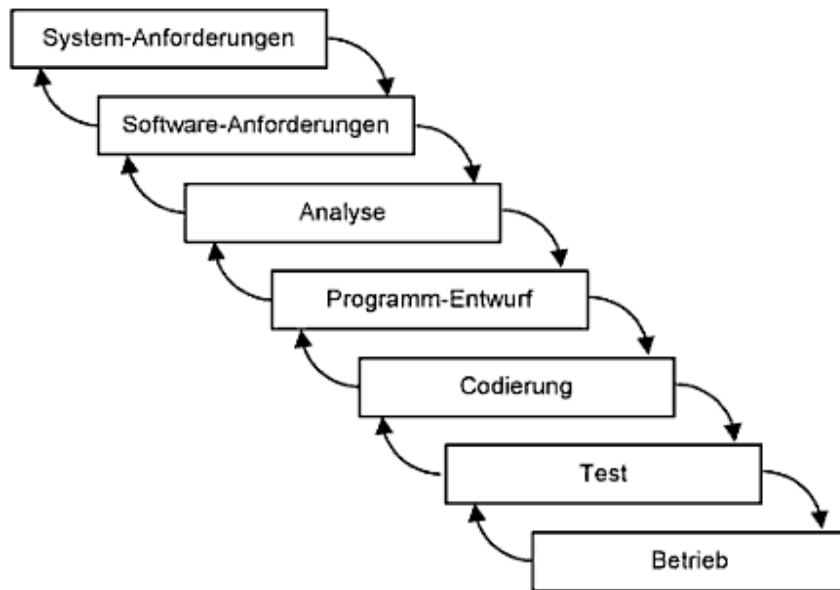 System-Anforderungen
Software-Anforderungen
Analyse
Programm-Entwurf
Codierung
Test
Betrieb